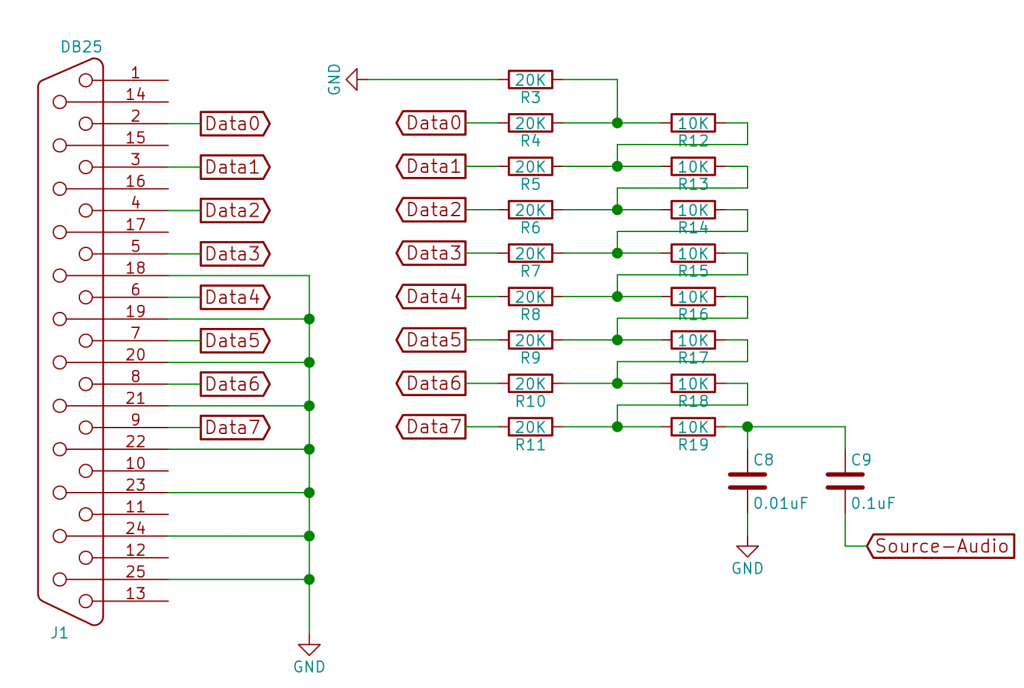 DB25
1
14
2 Data0
15
3 Data1
16
4 Data2
17
5 Data3
18
6 Data4
19
7 Data5
20
8 Data6
21
9 Data7
22
10
23
11
24
12
25
13
J1
GND
GND 20K
R3
Data0 20K 10K
R4 R12
Data1 20K 10K
R5 R13
Data2 20K 10K
R6 R14
Data3 20K 10K
R7 R15
Data4 20K 10K
R8 R16
Data5 20K 10K
R9 R17
Data6 20K 10K
R10 R18
Data7 20K 10K
R11 R19
C8 C9
0.01uF 0.1uF
Source-Audio
GND